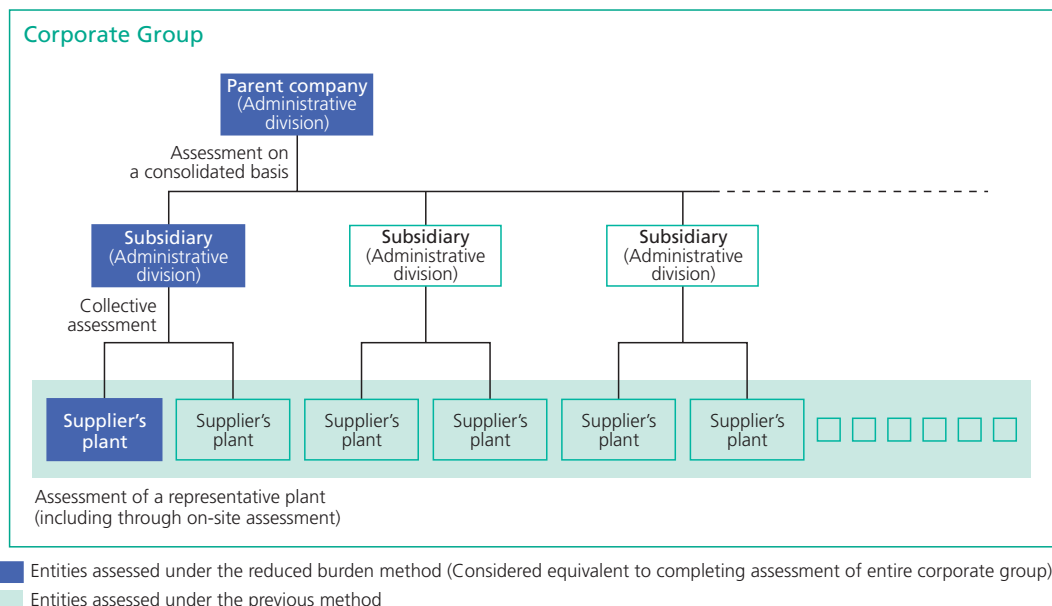 Corporate Group
Parent company
(Administrative
division)
Assessment on
a consolidated basis
Subsidiary
(Administrative
division)
Subsidiary
(Administrative
division)
Subsidiary
(Administrative
division)
Collective
assessment
Supplier's
plant
Supplier's
plant
Supplier's
plant
Supplier's
plant
Supplier's
plant
Supplier's
plant
Assessment of a representative plant
(including through on-site assessment)
Entities assessed under the reduced burden method (Considered equivalent to completing assessment of entire corporate group)
Entities assessed under the previous method